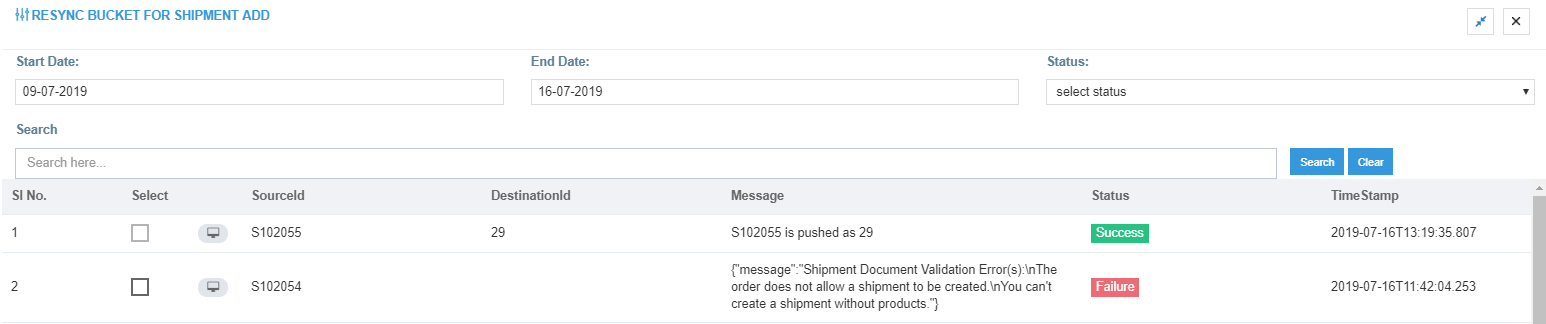 RESYNC BUCKET FOR SHIPMENT ADD
Start Date: End Date: Status:
09-07-2019 16-07-2019 select status
Search
Search here... Search Clear
Sl No. Select SourceId DestinationId Message Status TimeStamp
1 S102055 29 S102055 is pushed as 29 Success 2019-07-16T13:19:35.807
{"message":"Shipment Document Validation Error(s):\nThe
2 S102054 order does not allow a shipment to be created.\nYou can't Failure 2019-07-16T11:42:04.253
create a shipment without products."}